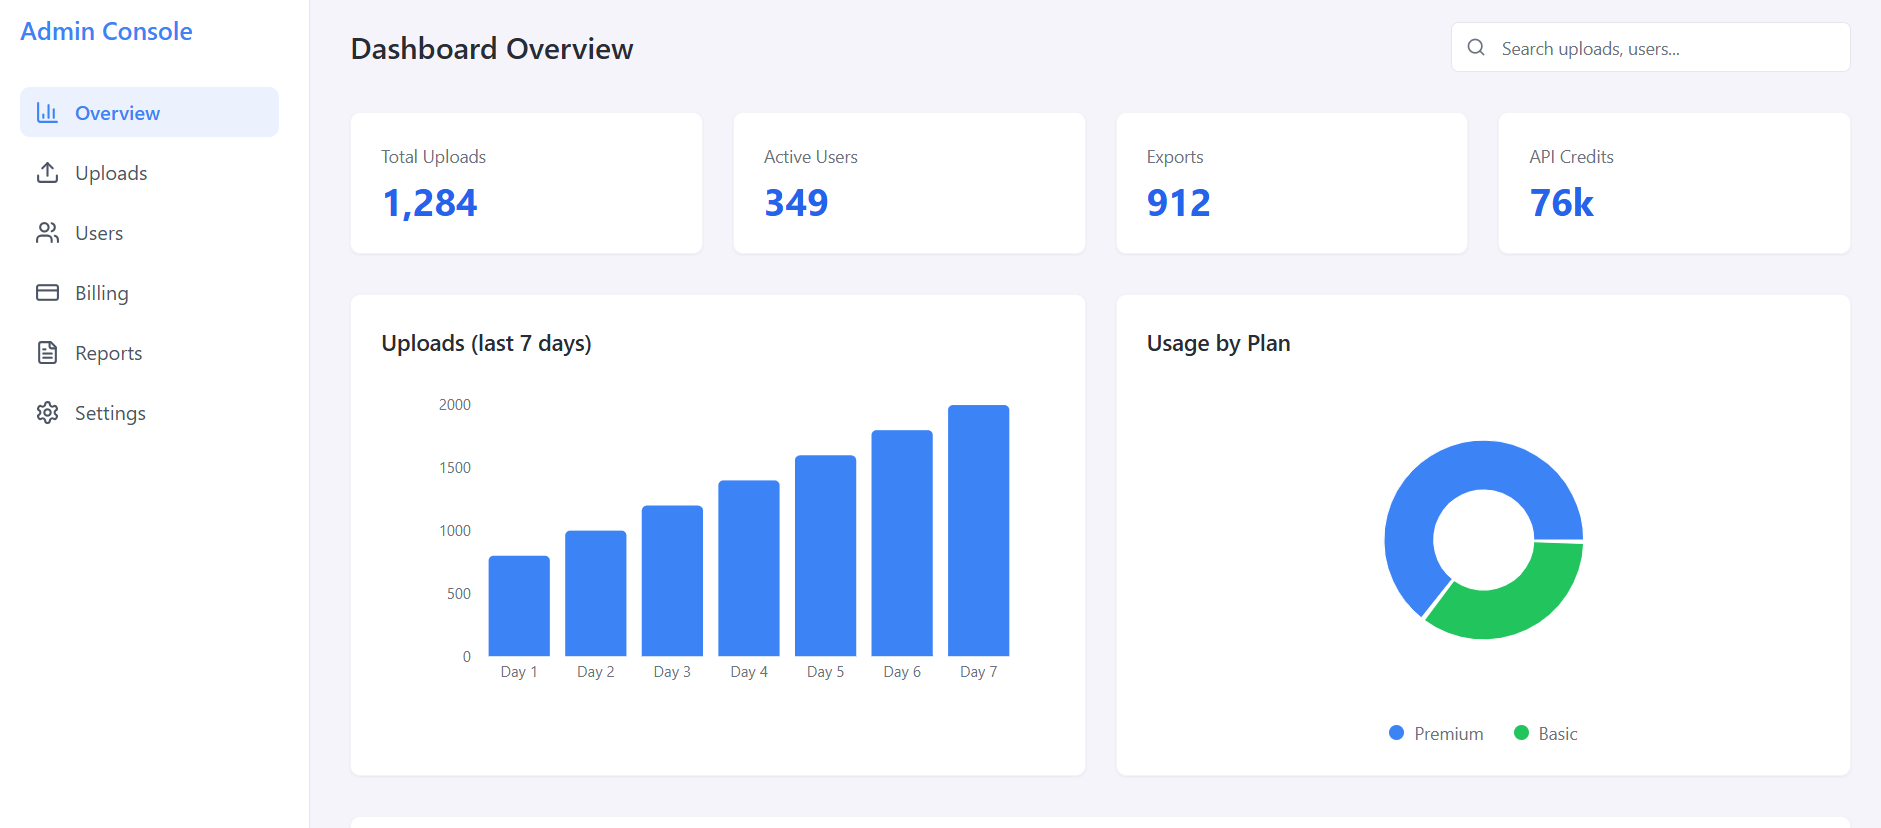 Admin Console
Overview
Uploads
Users
Billing
Reports
Settings
Dashboard Overview
Search uploads, users...
Total Uploads
1,284
Active Users
349
Exports
912
API Credits
76k
Uploads (last 7 days)
2000
1500
1000
500
0
Day 1 Day 2 Day 3 Day 4 Day 5 Day 6 Day 7
Usage by Plan
Premium Basic